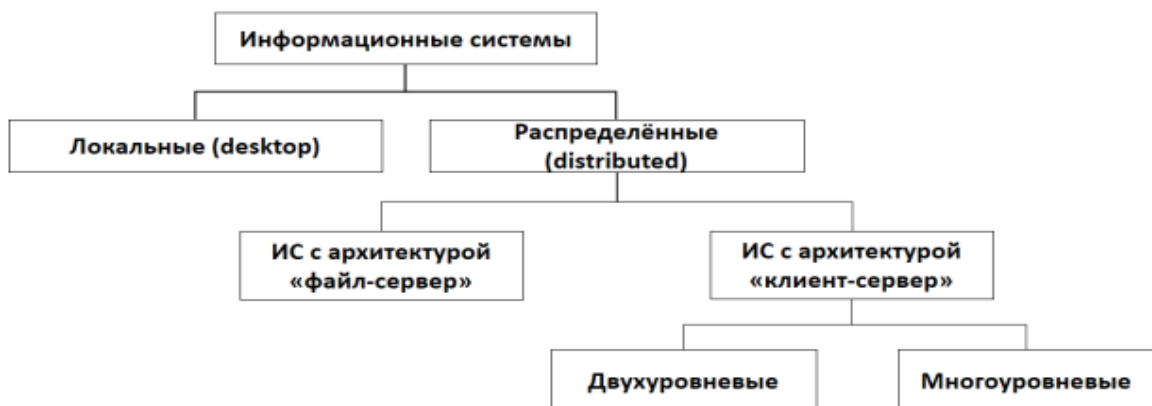 Информационные системы
Локальные (desktop)
Распределённые
(distributed)
ИС с архитектурой
«файл-сервер»
ИС с архитектурой
«клиент-сервер»
Двухуровневые
Многоуровневые